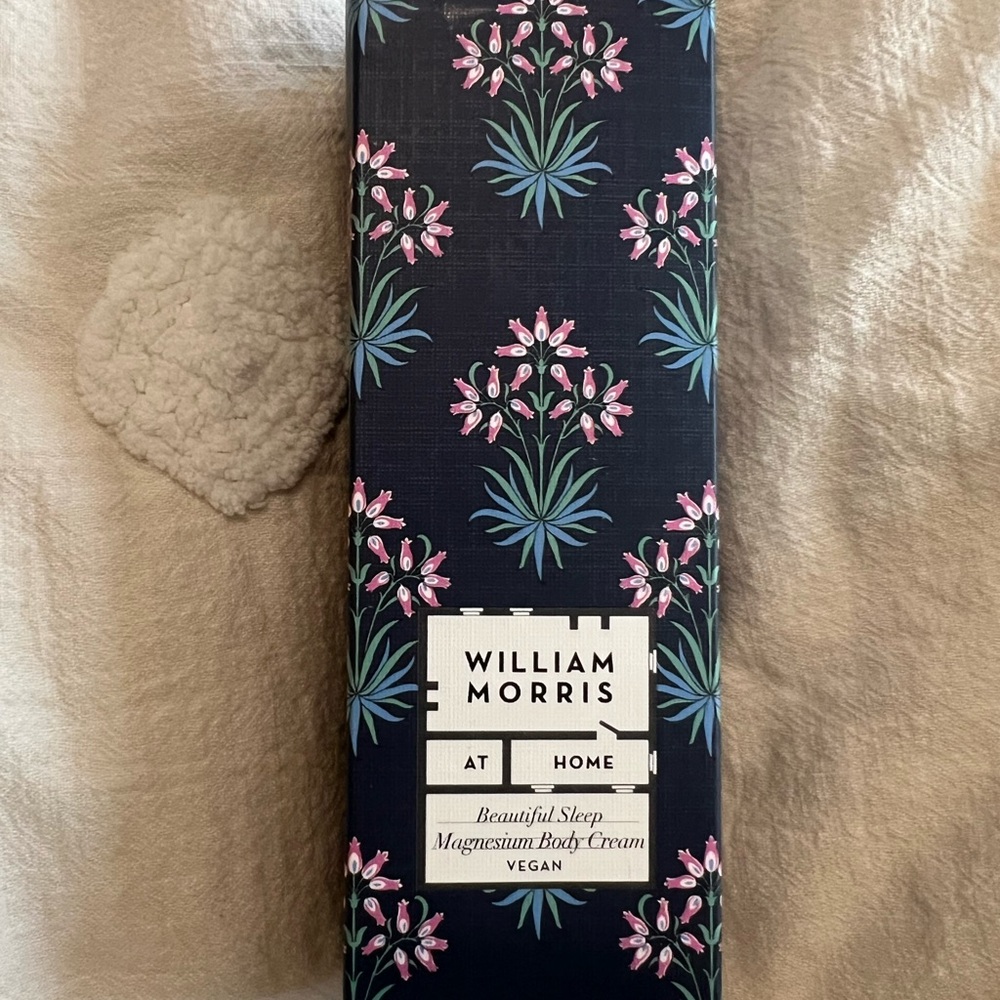 WILLIAM
MORRIS
AT HOME
Beautiful Sleep
Magnesium Body Cream
VEGAN